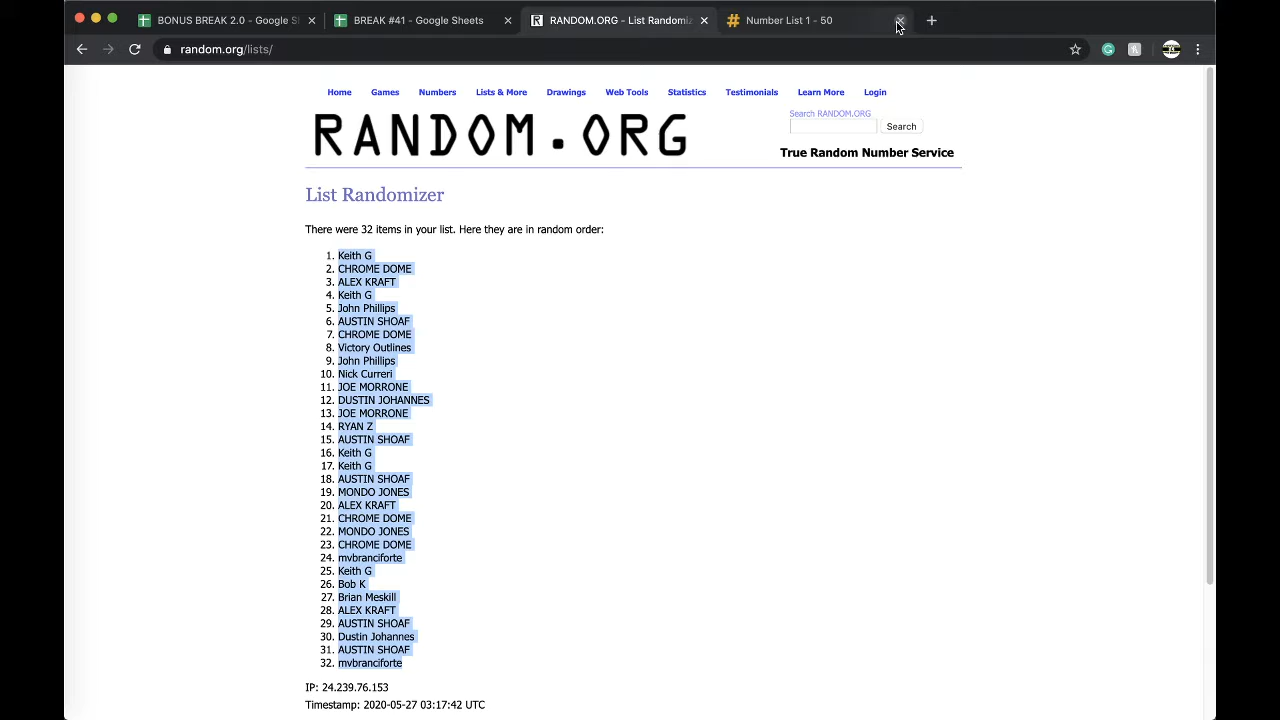 BONUS BREAK 2.0 - Google S
BREAK #41 - Google Sheets
RANDOM.ORG - List Randomiz
Number List 1 - 50
random.org/lists/
Home Games Numbers Lists & More Drawings Web Tools Statistics Testimonials Learn More Login
RANDOM.ORG
Search RANDOM.ORG
Search
True Random Number Service
List Randomizer
There were 32 items in your list. Here they are in random order:
1. Keith G
2. CHROME DOME
3. ALEX KRAFT
4. Keith G
5. John Phillips
6. AUSTIN SHOAF
7. CHROME DOME
8. Victory Outlines
9. John Phillips
10. Nick Curreri
11. JOE MORRONE
12. DUSTIN JOHANNES
13. JOE MORRONE
14. RYAN Z
15. AUSTIN SHOAF
16. Keith G
17. Keith G
18. AUSTIN SHOAF
19. MONDO JONES
20. ALEX KRAFT
21. CHROME DOME
22. MONDO JONES
23. CHROME DOME
24. mvbranciforte
25. Keith G
26. Bob K
27. Brian Meskill
28. ALEX KRAFT
29. AUSTIN SHOAF
30. Dustin Johannes
31. AUSTIN SHOAF
32. mvbranciforte
IP: 24.239.76.153
Timestamp: 2020-05-27 03:17:42 UTC